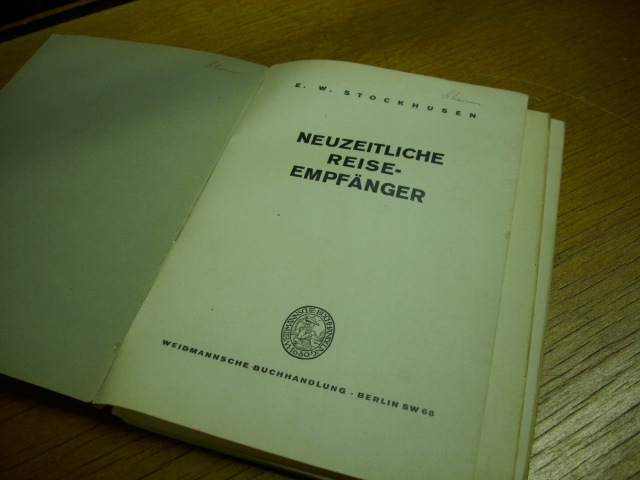 E. W. STOCKHUSEN
NEUZEITLICHE
REISE-
EMPFÄNGER
WEIDMANNSCHE BUCHHANDLUNG · BERLIN SW 68